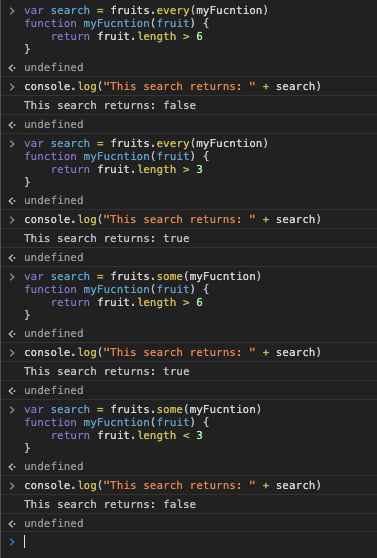 var search = fruits.every(myFucntion)
function myFucntion(fruit) {
    return fruit.length > 6
}
undefined
console.log("This search returns: " + search)
This search returns: false
undefined
var search = fruits.every(myFucntion)
function myFucntion(fruit) {
    return fruit.length > 3
}
undefined
console.log("This search returns: " + search)
This search returns: true
undefined
var search = fruits.some(myFucntion)
function myFucntion(fruit) {
    return fruit.length > 6
}
undefined
console.log("This search returns: " + search)
This search returns: true
undefined
var search = fruits.some(myFucntion)
function myFucntion(fruit) {
    return fruit.length < 3
}
undefined
console.log("This search returns: " + search)
This search returns: false
undefined